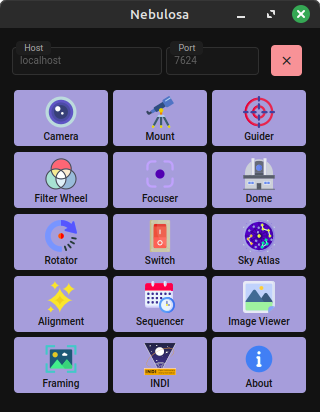 Nebulosa
Host
Port
localhost
7624
Camera
Mount
Guider
Filter Wheel
Focuser
Dome
Rotator
Switch
Sky Atlas
Alignment
Sequencer
Image Viewer
Framing
INDI
INDI
About